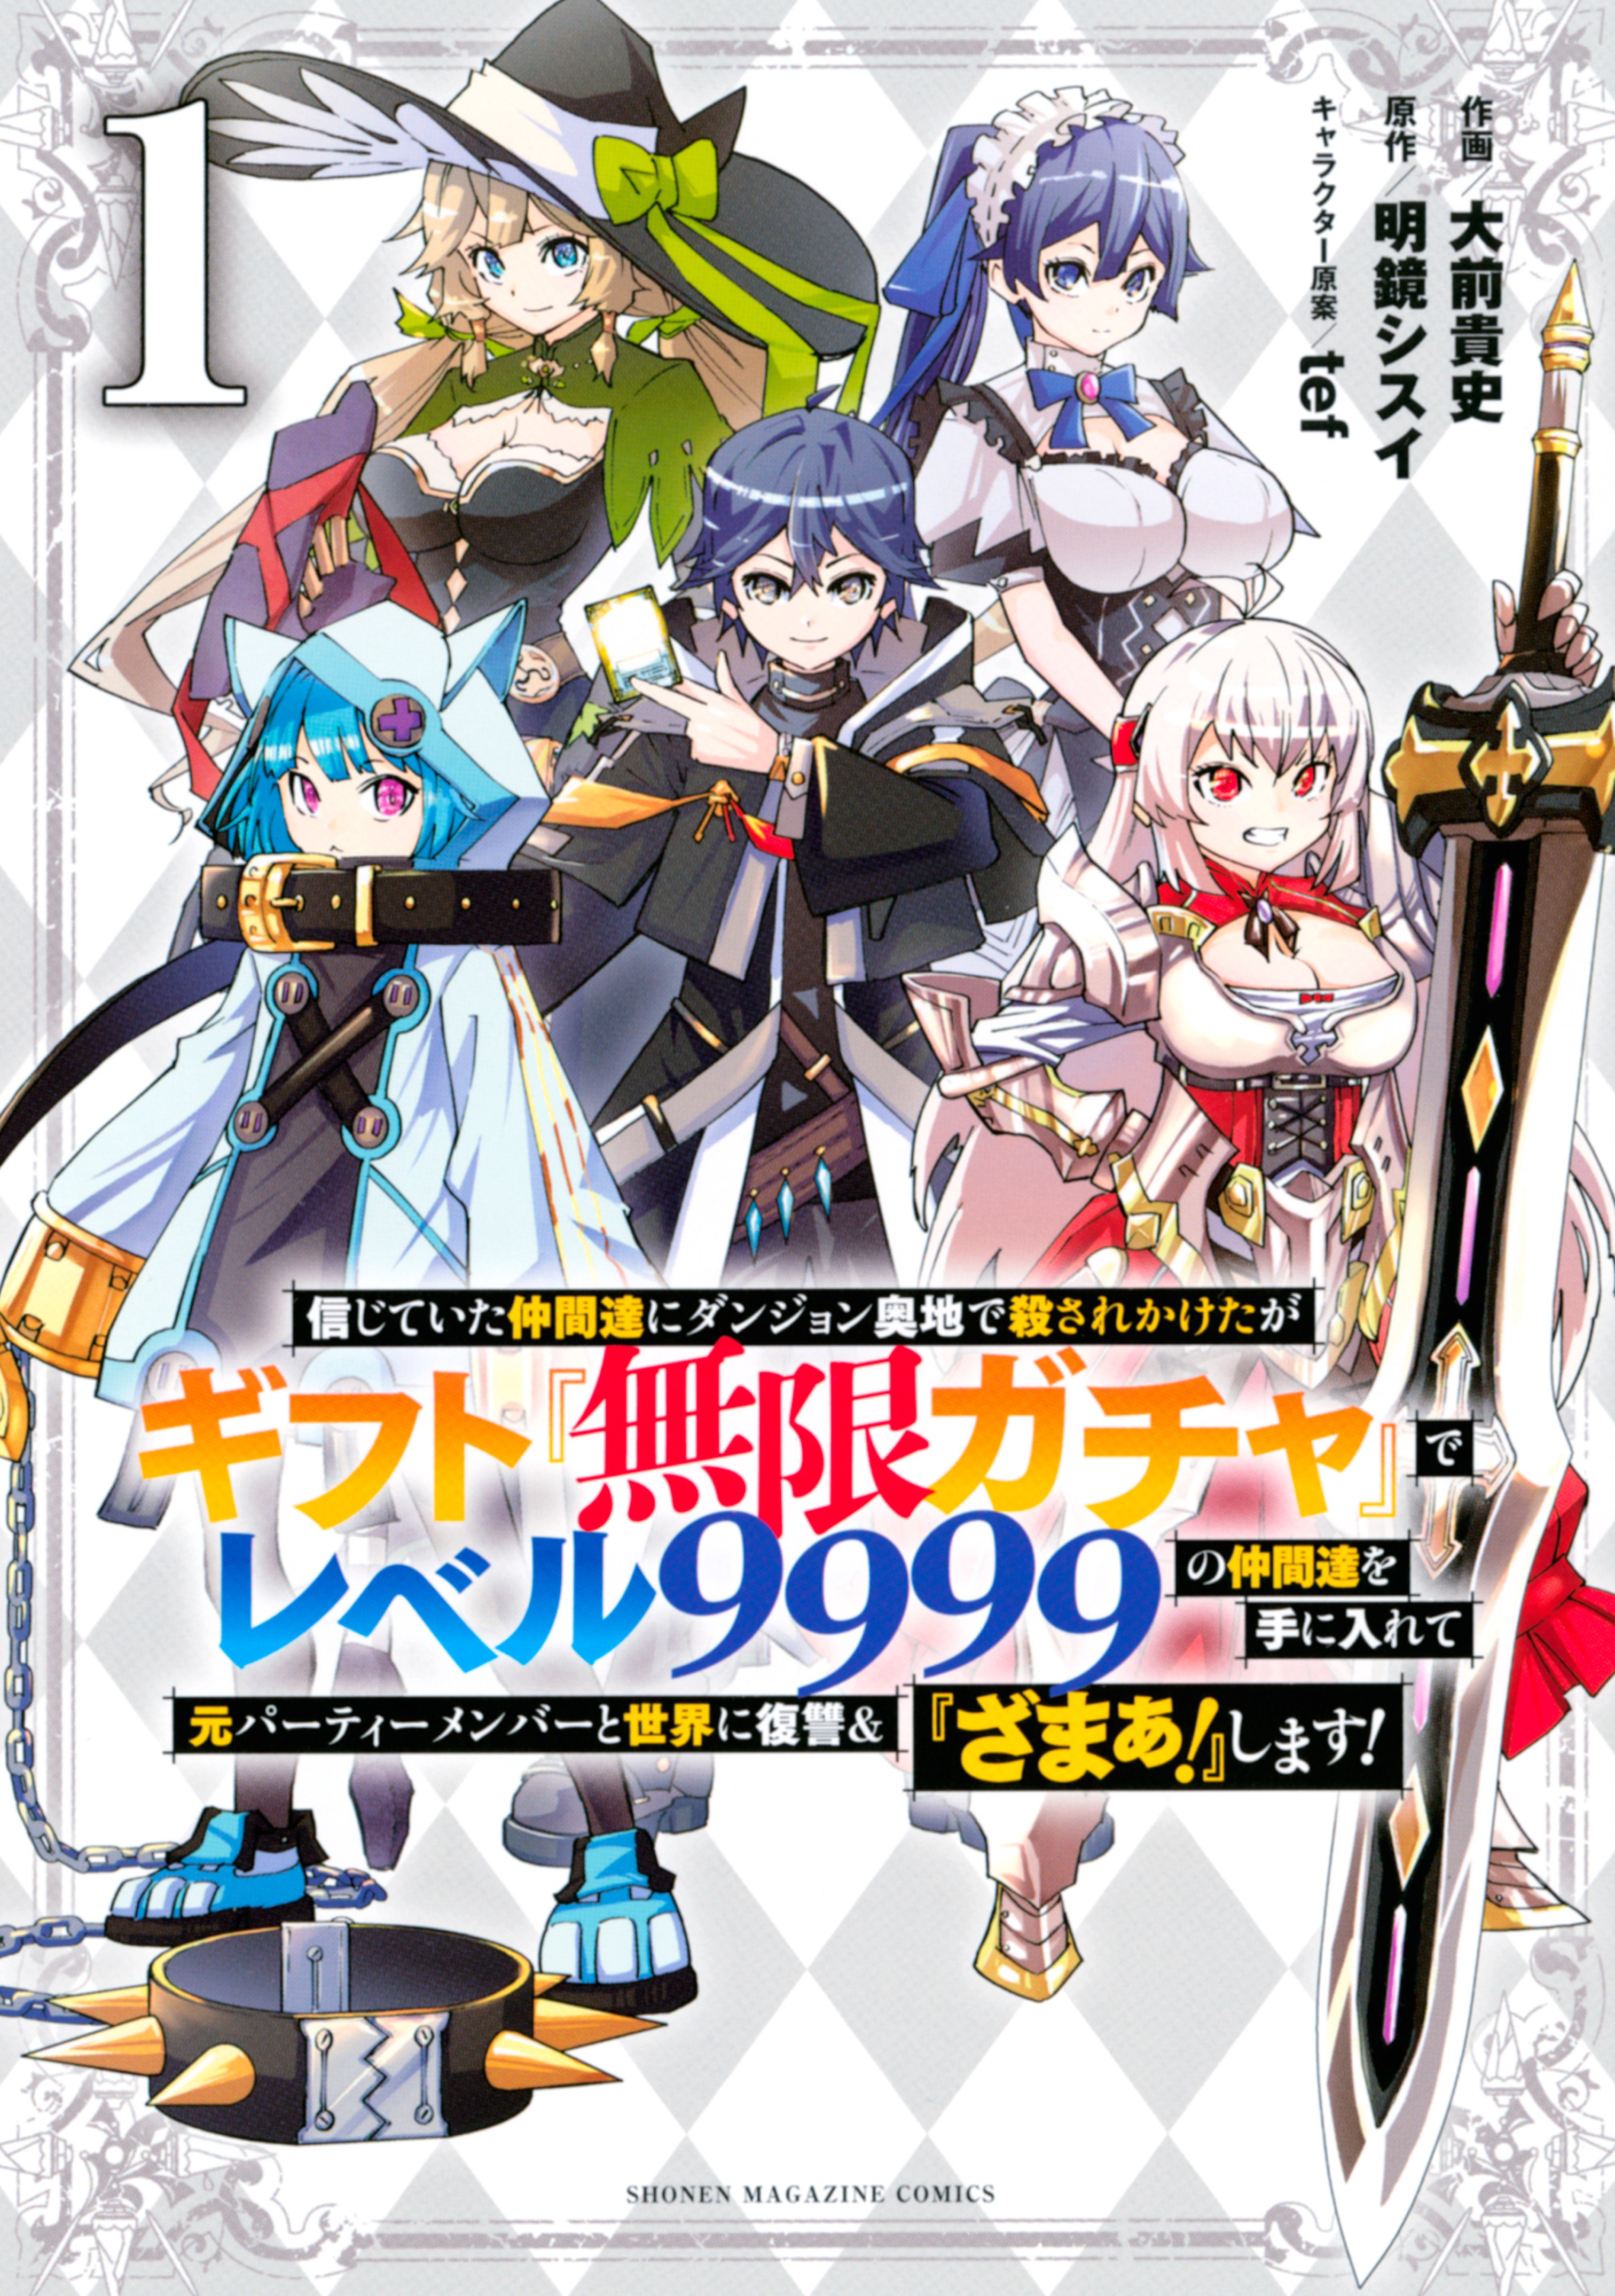 1
作画／大前貴史
原作／明鏡シスイ
キャラクター原案／tef
信じていた仲間達にダンジョン奥地で殺されかけたが
ギフト『無限ガチャ』で
レベル9999の仲間達を
手に入れて
元パーティーメンバーと世界に復讐&『ざまぁ!』します!
SHONEN MAGAZINE COMICS